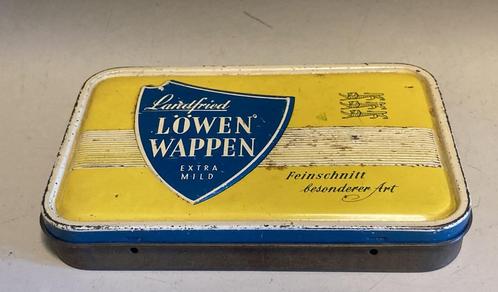 Landfried
LÖWEN
WAPPEN
EXTRA
MILD
Feinschnitt
besonderer Art